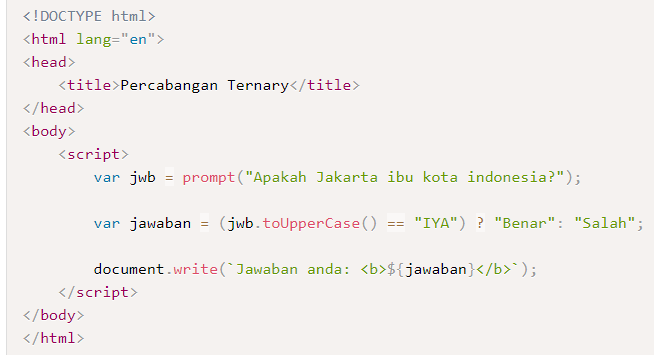 <!DOCTYPE html>
<html lang="en">
<head>
    <title>Percabangan Ternary</title>
</head>
<body>
    <script>
        var jwb = prompt("Apakah Jakarta ibu kota indonesia?");

        var jawaban = (jwb.toUpperCase() == "IYA") ? "Benar": "Salah";

        document.write(`Jawaban anda: <b>${jawaban}</b>`);
    </script>
</body>
</html>